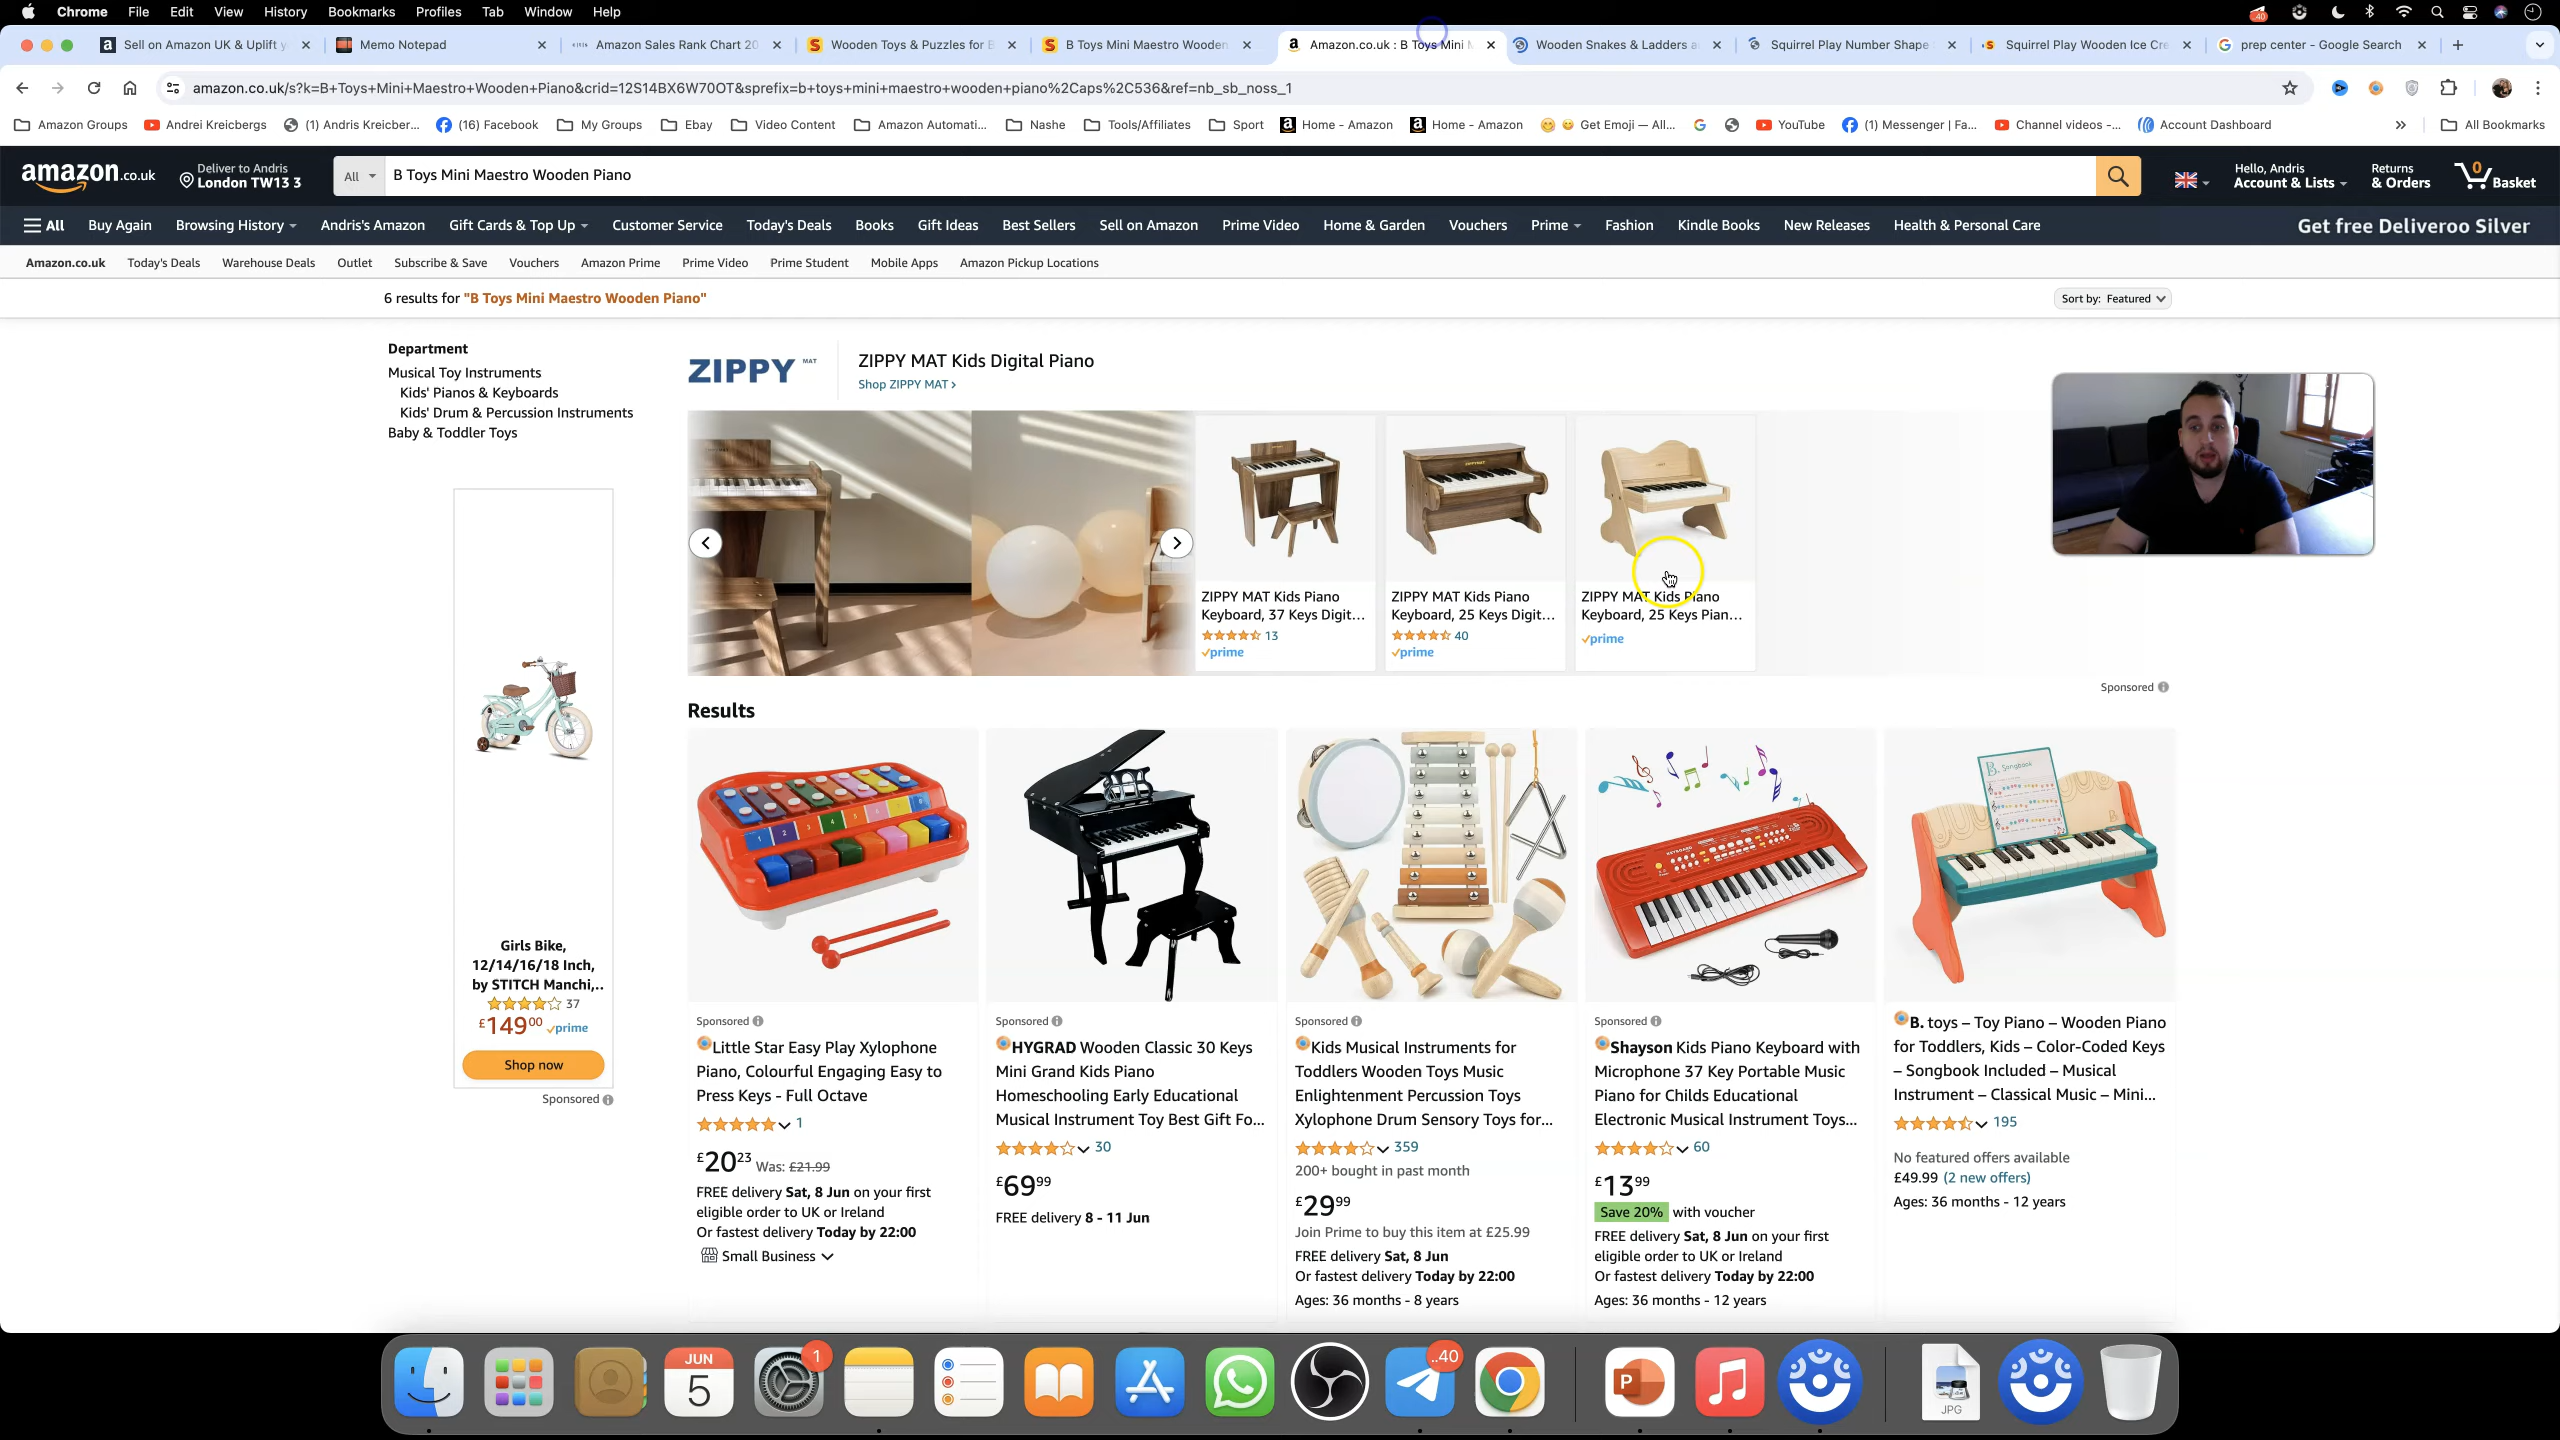 Chrome File Edit View History Bookmarks Profiles Tab Window Help
Sell on Amazon UK & Uplift y
Memo Notepad
Amazon Sales Rank Chart 20
Wooden Toys & Puzzles for B
B Toys Mini Maestro Wooden
Amazon.co.uk : B Toys Mini M
Wooden Snakes & Ladders a
Squirrel Play Number Shape
Squirrel Play Wooden Ice Cre
prep center - Google Search
amazon.co.uk/s?k=B+Toys+Mini+Maestro+Wooden+Piano&crid=12S14BX6W70OT&sprefix=b+toys+mini+maestro+wooden+piano%2Caps%2C536&ref=nb_sb_noss_1
Amazon Groups
Andrei Kreicbergs
(1) Andris Kreicber...
(16) Facebook
My Groups
Ebay
Video Content
Amazon Automati...
Nashe
Tools/Affiliates
Sport
Home - Amazon
Home - Amazon
Get Emoji — All...
YouTube
(1) Messenger | Fa...
Channel videos -...
Account Dashboard
All Bookmarks
amazon.co.uk
Deliver to Andris
London TW13 3
All
B Toys Mini Maestro Wooden Piano
Hello, Andris
Account & Lists
Returns
& Orders
0
Basket
All Buy Again Browsing History Andris's Amazon Gift Cards & Top Up Customer Service Today's Deals Books Gift Ideas Best Sellers Sell on Amazon Prime Video Home & Garden Vouchers Prime Fashion Kindle Books New Releases Health & Personal Care
Get free Deliveroo Silver
Amazon.co.uk Today's Deals Warehouse Deals Outlet Subscribe & Save Vouchers Amazon Prime Prime Video Prime Student Mobile Apps Amazon Pickup Locations
6 results for "B Toys Mini Maestro Wooden Piano"
Sort by: Featured
Department
Musical Toy Instruments
Kids' Pianos & Keyboards
Kids' Drum & Percussion Instruments
Baby & Toddler Toys
ZIPPY MAT
ZIPPY MAT Kids Digital Piano
Shop ZIPPY MAT ›
ZIPPY MAT Kids Piano
Keyboard, 37 Keys Digit...
13
prime
ZIPPY MAT Kids Piano
Keyboard, 25 Keys Digit...
40
prime
ZIPPY MAT Kids Piano
Keyboard, 25 Keys Pian...
prime
Sponsored
Girls Bike,
12/14/16/18 Inch,
by STITCH Manchi,..
37
£149.00 prime
Shop now
Sponsored
Results
Sponsored
Little Star Easy Play Xylophone
Piano, Colourful Engaging Easy to
Press Keys - Full Octave
1
£20.23 Was: £21.99
FREE delivery Sat, 8 Jun on your first
eligible order to UK or Ireland
Or fastest delivery Today by 22:00
Small Business
Sponsored
HYGRAD Wooden Classic 30 Keys
Mini Grand Kids Piano
Homeschooling Early Educational
Musical Instrument Toy Best Gift Fo...
30
£69.99
FREE delivery 8 - 11 Jun
Sponsored
Kids Musical Instruments for
Toddlers Wooden Toys Music
Enlightenment Percussion Toys
Xylophone Drum Sensory Toys for...
359
200+ bought in past month
£29.99
Join Prime to buy this item at £25.99
FREE delivery Sat, 8 Jun
Or fastest delivery Today by 22:00
Ages: 36 months - 8 years
Sponsored
Shayson Kids Piano Keyboard with
Microphone 37 Key Portable Music
Piano for Childs Educational
Electronic Musical Instrument Toys...
60
£13.99
Save 20% with voucher
FREE delivery Sat, 8 Jun on your first
eligible order to UK or Ireland
Or fastest delivery Today by 22:00
Ages: 36 months - 12 years
B. Songbook
B. toys – Toy Piano – Wooden Piano
for Toddlers, Kids – Color-Coded Keys
– Songbook Included – Musical
Instrument – Classical Music – Mini...
195
No featured offers available
£49.99 (2 new offers)
Ages: 36 months - 12 years
JUN
5
1
..40
P
JPG